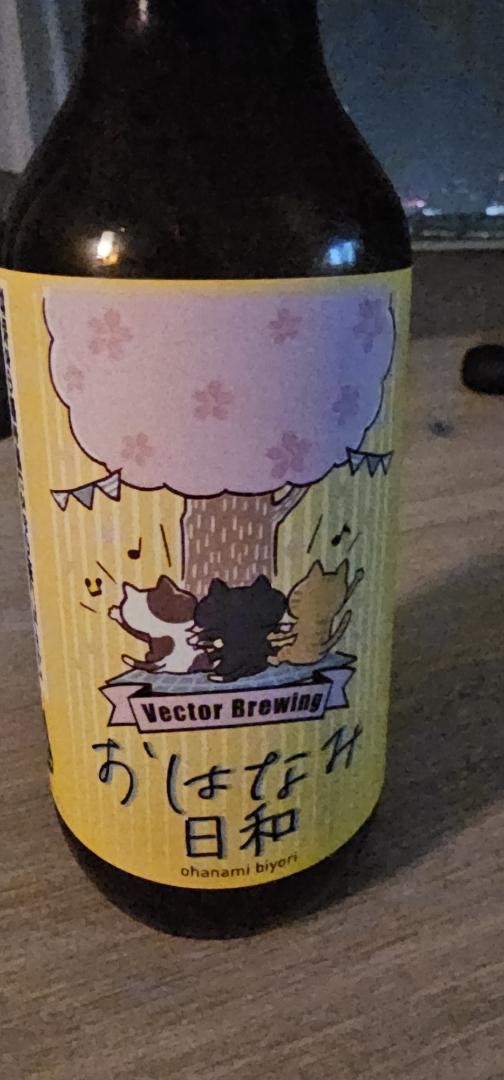 Vector Brewing
おはなみ
日和
ohanami biyori